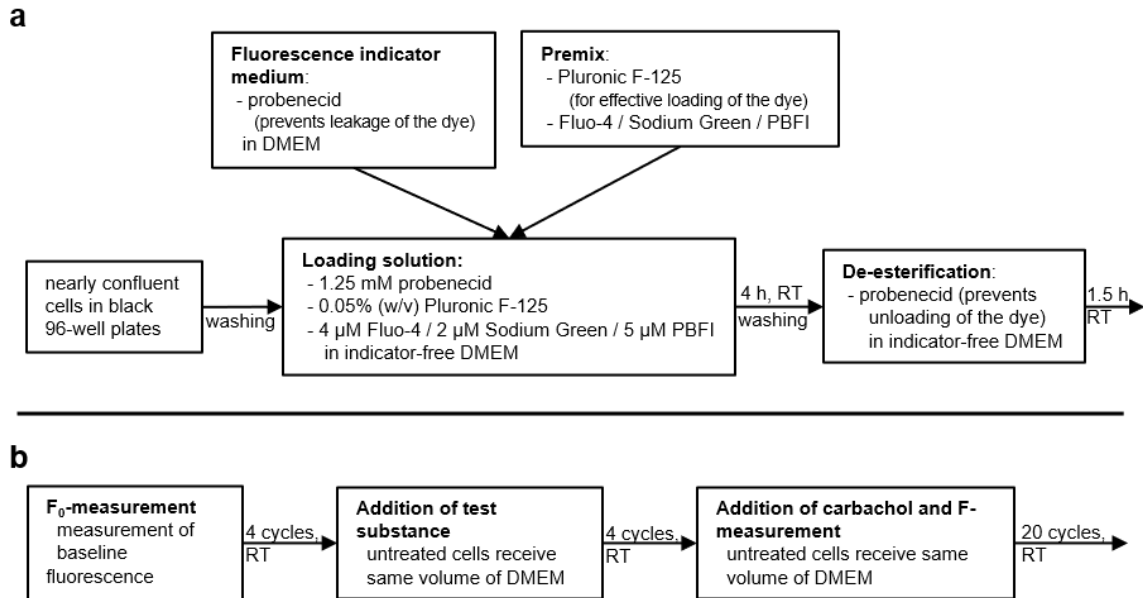 a
Fluorescence indicator
medium:
- probenecid
(prevents leakage of the dye)
in DMEM
Premix:
- Pluronic F-125
(for effective loading of the dye)
- Fluo-4 / Sodium Green / PBFI
nearly confluent
cells in black
96-well plates
washing
Loading solution:
- 1.25 mM probenecid
- 0.05% (w/v) Pluronic F-125
- 4 µM Fluo-4 / 2 µM Sodium Green / 5 µM PBFI
in indicator-free DMEM
4 h, RT
washing
De-esterification:
- probenecid (prevents
unloading of the dye)
in indicator-free DMEM
1.5 h
RT
b
F₀-measurement
measurement of
baseline
fluorescence
4 cycles,
RT
Addition of test
substance
untreated cells receive
same volume of DMEM
4 cycles,
RT
Addition of carbachol and F-
measurement
untreated cells receive same
volume of DMEM
20 cycles,
RT